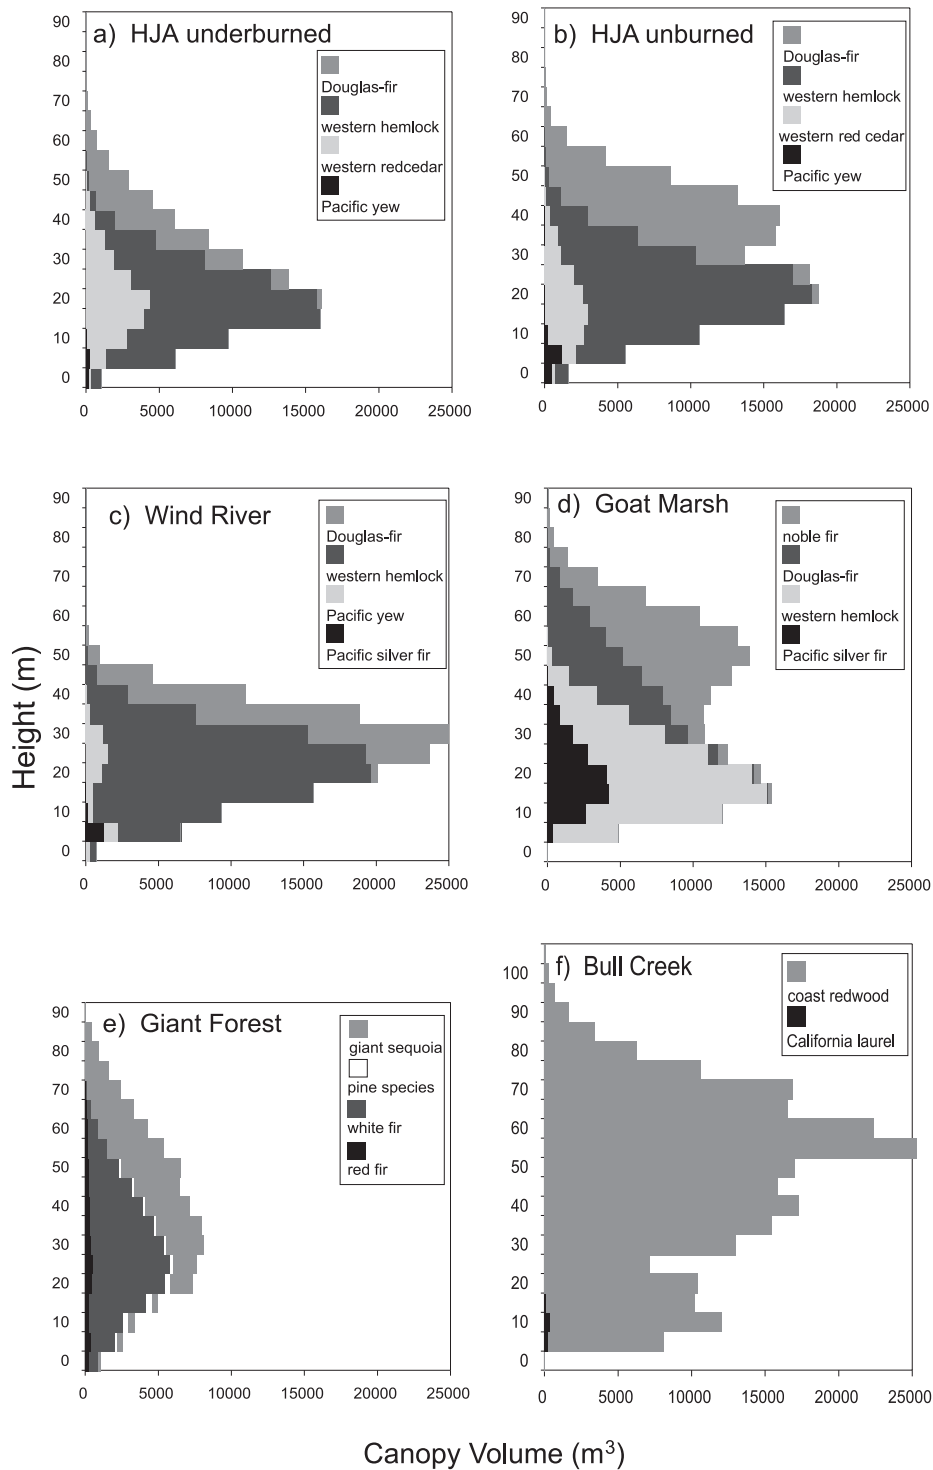 a) HJA underburned
Douglas-fir
western hemlock
western redcedar
Pacific yew
90
80
70
60
50
40
30
20
10
0
0 5000 10000 15000 20000 25000
b) HJA unburned
Douglas-fir
western hemlock
western red cedar
Pacific yew
90
80
70
60
50
40
30
20
10
0
0 5000 10000 15000 20000 25000
Height (m)
c) Wind River
Douglas-fir
western hemlock
Pacific yew
Pacific silver fir
90
80
70
60
50
40
30
20
10
0
0 5000 10000 15000 20000 25000
d) Goat Marsh
noble fir
Douglas-fir
western hemlock
Pacific silver fir
90
80
70
60
50
40
30
20
10
0
0 5000 10000 15000 20000 25000
e) Giant Forest
giant sequoia
pine species
white fir
red fir
90
80
70
60
50
40
30
20
10
0
0 5000 10000 15000 20000 25000
f) Bull Creek
coast redwood
California laurel
100
90
80
70
60
50
40
30
20
10
0
0 5000 10000 15000 20000 25000
Canopy Volume (m³)